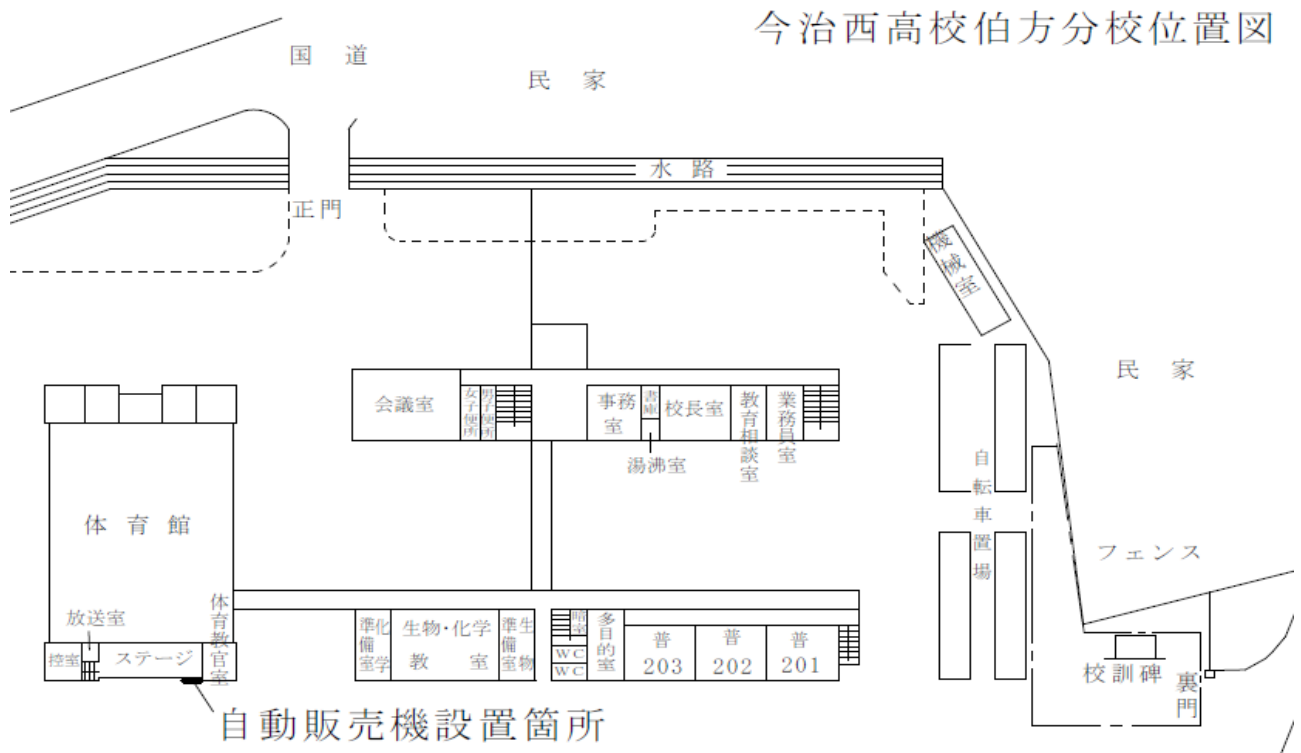 今治西高校伯方分校位置図
国道
民家
水路
正門
機械室
民家
会議室
女子便所
男子便所
事務室
書庫
校長室
教育相談室
業務員室
湯沸室
自転車置場
体育館
フェンス
放送室
体育教官室
控室
ステージ
化学準備室
生物・化学教室
生物準備室
暗室
WC
WC
多目的室
普203
普202
普201
校訓碑
裏門
自動販売機設置箇所